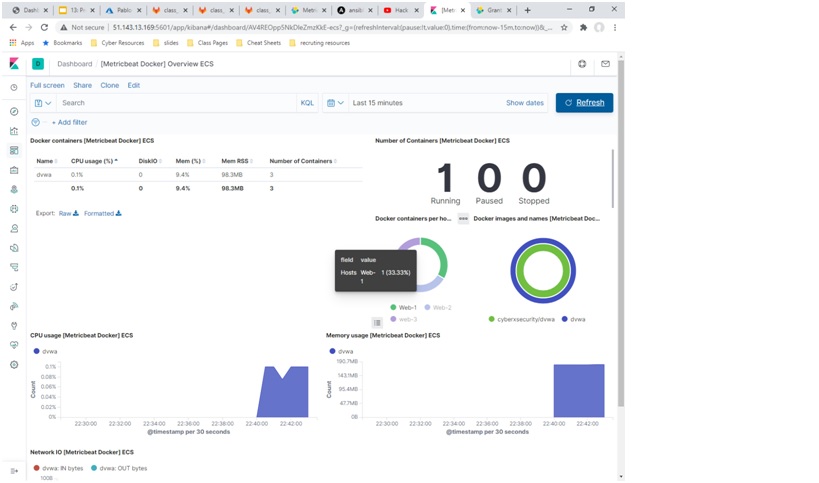 Dashb
13: P
Pablo
class_
class_
class_
Metric
ansibl
Hack
[Metr
Grant
Not secure 51.143.13.169:5601/app/kibana#/dashboard/AV4REOpp5NkDleZmzKkE-ecs?_g=(refreshInterval:(pause:!t,value:0),time:(from:now-15m,to:now))&_...
Apps Bookmarks Cyber Resources slides Class Pages Cheat Sheets recruting resources
D Dashboard / [Metricbeat Docker] Overview ECS
Full screen Share Clone Edit
Search KQL Last 15 minutes Show dates Refresh
+ Add filter
Docker containers [Metricbeat Docker] ECS
Name CPU usage (%) DiskIO Mem (%) Mem RSS Number of Containers
dvwa 0.1% 0 9.4% 98.3MB 3
0.1% 0 9.4% 98.3MB 3
Export: Raw Formatted
Number of Containers [Metricbeat Docker] ECS
1 0 0
Running Paused Stopped
Docker containers per ho...
Docker images and names [Metricbeat Doc...
field value
Hosts Web-1 1 (33.33%)
Web-1 Web-2
web-3
cyberxsecurity/dvwa dvwa
CPU usage [Metricbeat Docker] ECS
dvwa
Count
0.1%
0.08%
0.06%
0.04%
0.02%
0%
22:30:00 22:32:00 22:34:00 22:36:00 22:38:00 22:40:00 22:42:00
@timestamp per 30 seconds
Memory usage [Metricbeat Docker] ECS
dvwa
Count
190.7MB
143.1MB
95.4MB
47.7MB
0B
22:30:00 22:32:00 22:34:00 22:36:00 22:38:00 22:40:00 22:42:00
@timestamp per 30 seconds
Network IO [Metricbeat Docker] ECS
dvwa: IN bytes dvwa: OUT bytes
100B